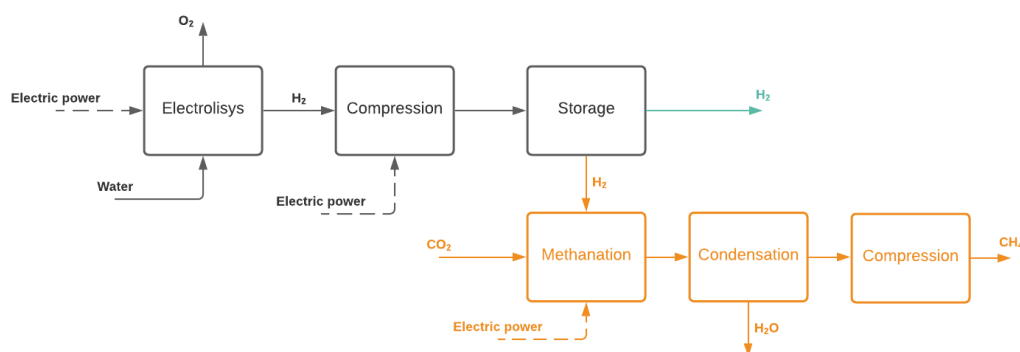 O₂
Electric power
Electrolisys
H₂
Compression
Storage
H₂
Water
Electric power
H₂
CO₂
Methanation
Condensation
Compression
Electric power
H₂O